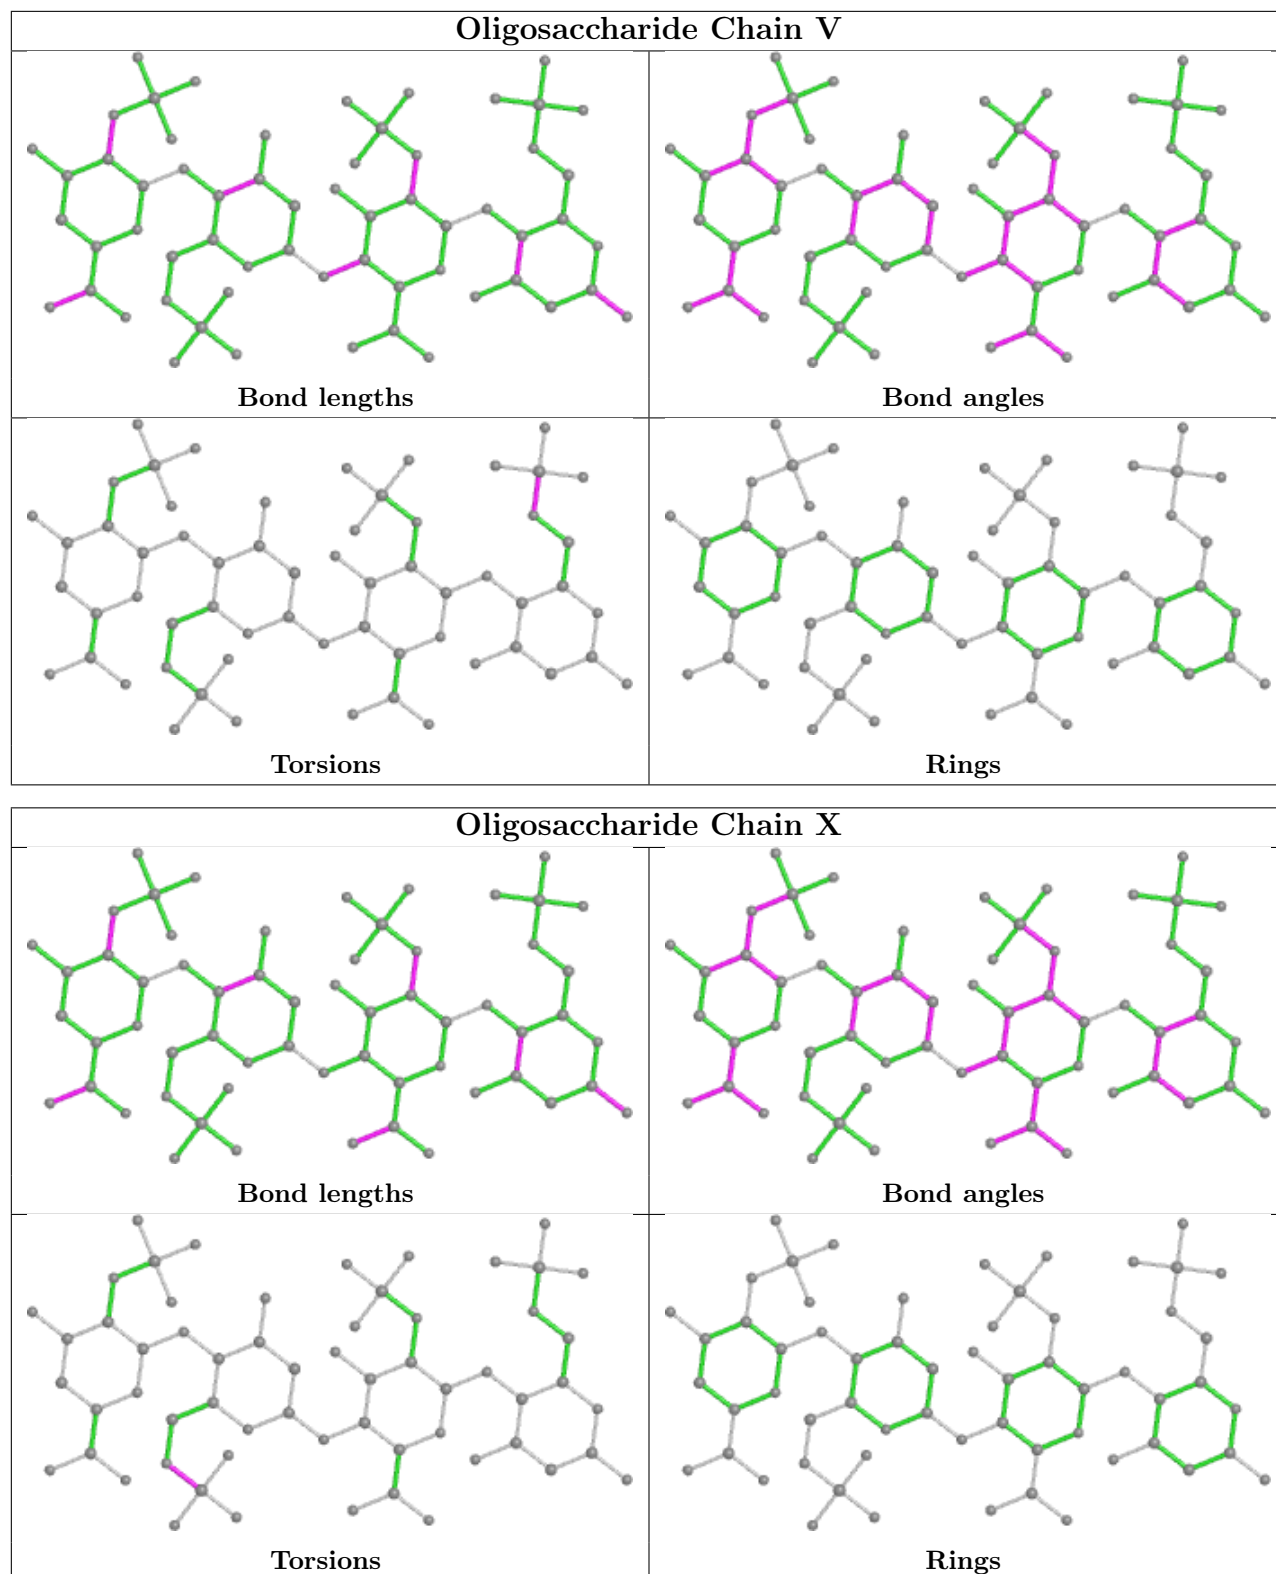 Oligosaccharide Chain V
Bond lengths
Bond angles
Torsions
Rings
Oligosaccharide Chain X
Bond lengths
Bond angles
Torsions
Rings